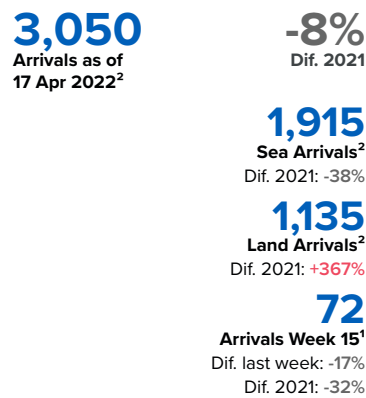 3,050
Arrivals as of
17 Apr 2022²
-8%
Dif. 2021
1,915
Sea Arrivals²
Dif. 2021: -38%
1,135
Land Arrivals²
Dif. 2021: +367%
72
Arrivals Week 15¹
Dif. last week: -17%
Dif. 2021: -32%